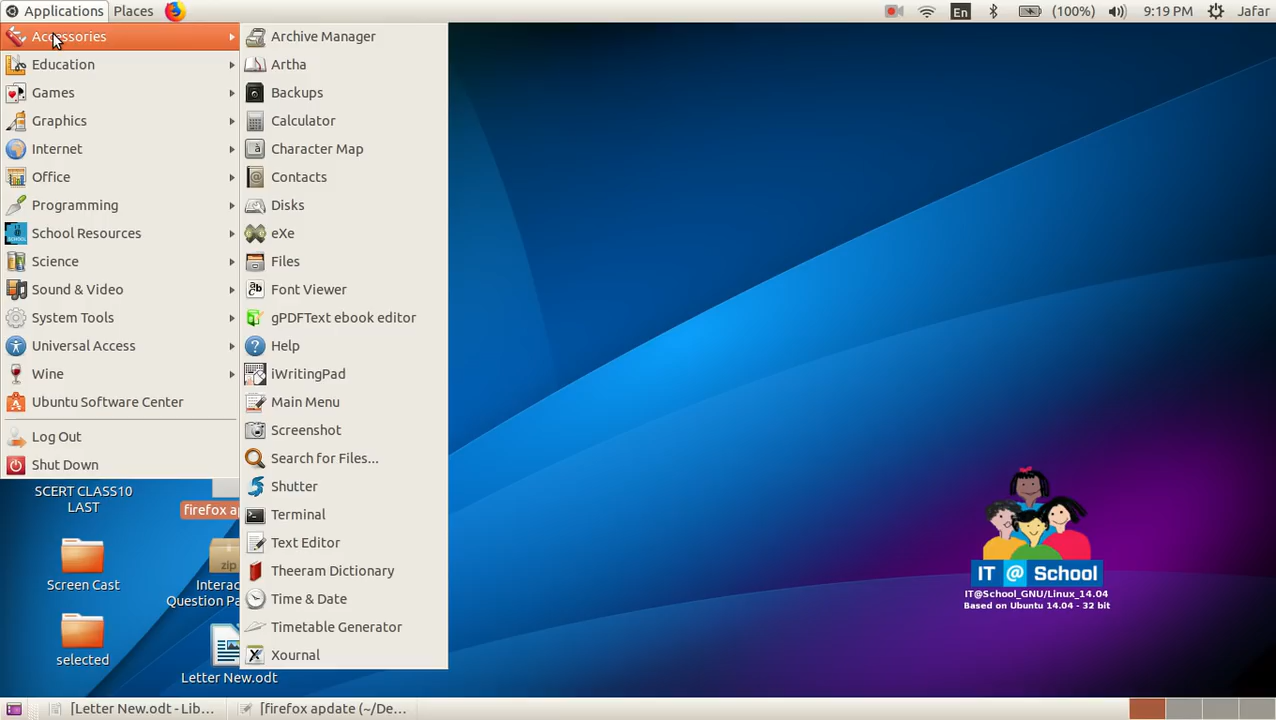 Applications Places En (100%) 9:19 PM Jafar
Accessories
Education
Games
Graphics
Internet
Office
Programming
School Resources
Science
Sound & Video
System Tools
Universal Access
Wine
Ubuntu Software Center
Log Out
Shut Down
Archive Manager
Artha
Backups
Calculator
Character Map
Contacts
Disks
eXe
Files
Font Viewer
gPDFText ebook editor
Help
iWritingPad
Main Menu
Screenshot
Search for Files...
Shutter
Terminal
Text Editor
Theeram Dictionary
Time & Date
Timetable Generator
Xournal
SCERT CLASS10
LAST
firefox a
Screen Cast
zip
Interac
Question Pa
selected
Letter New.odt
IT @ School
IT@School_GNU/Linux_14.04
Based on Ubuntu 14.04 - 32 bit
[Letter New.odt - Lib... [firefox apdate (~/De...